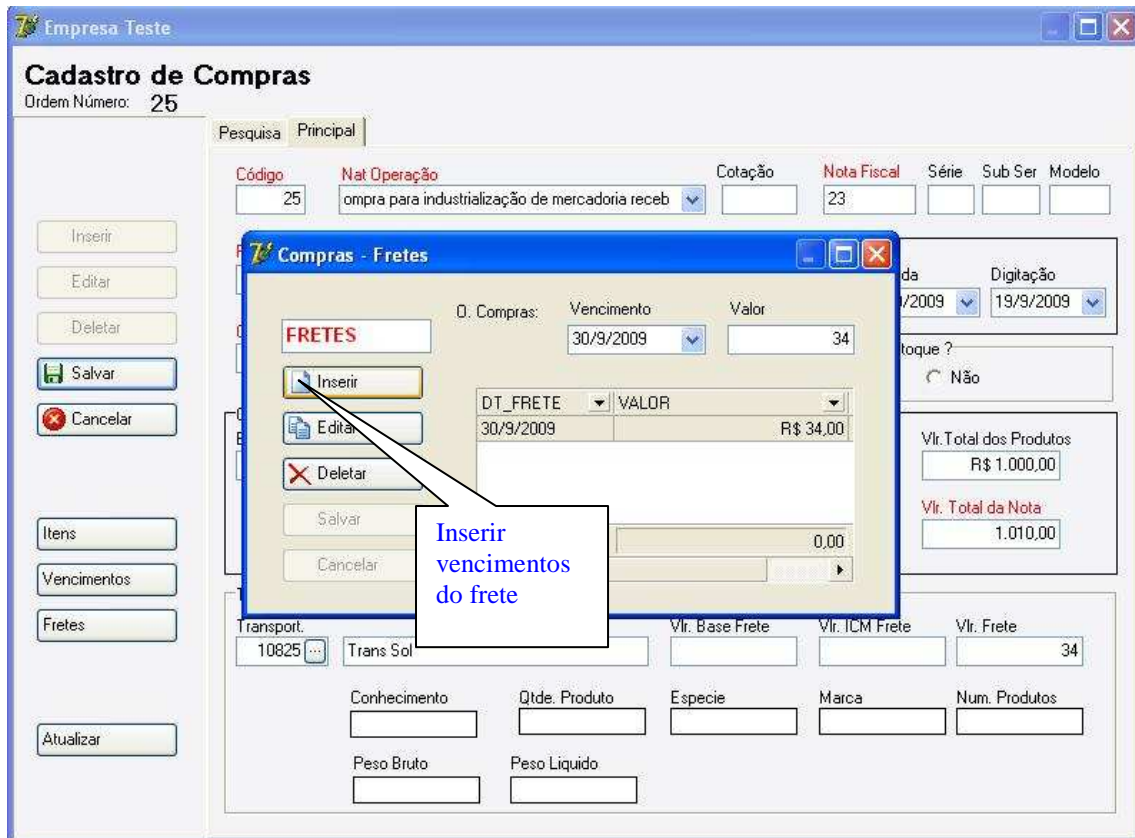 Empresa Teste
Cadastro de Compras
Ordem Número: 25
Pesquisa Principal
Código Nat Operação Cotação Nota Fiscal Série Sub Ser Modelo
25 ompra para industrialização de mercadoria receb 23
Inserir
Editar
Deletar
Salvar
Cancelar
Itens
Vencimentos
Fretes
Atualizar
da Digitação
/2009 19/9/2009
toque ?
Não
Vlr.Total dos Produtos
R$ 1.000,00
Vlr. Total da Nota
1.010,00
Compras - Fretes
O. Compras: Vencimento Valor
FRETES 30/9/2009 34
Inserir
Editar
Deletar
Salvar
Cancelar
DT_FRETE VALOR
30/9/2009 R$ 34,00
0,00
Inserir
vencimentos
do frete
Transport. Vlr. Base Frete Vlr. ICM Frete Vlr. Frete
10825 ... Trans Sol 34
Conhecimento Qtde. Produto Especie Marca Num. Produtos
Peso Bruto Peso Liquido